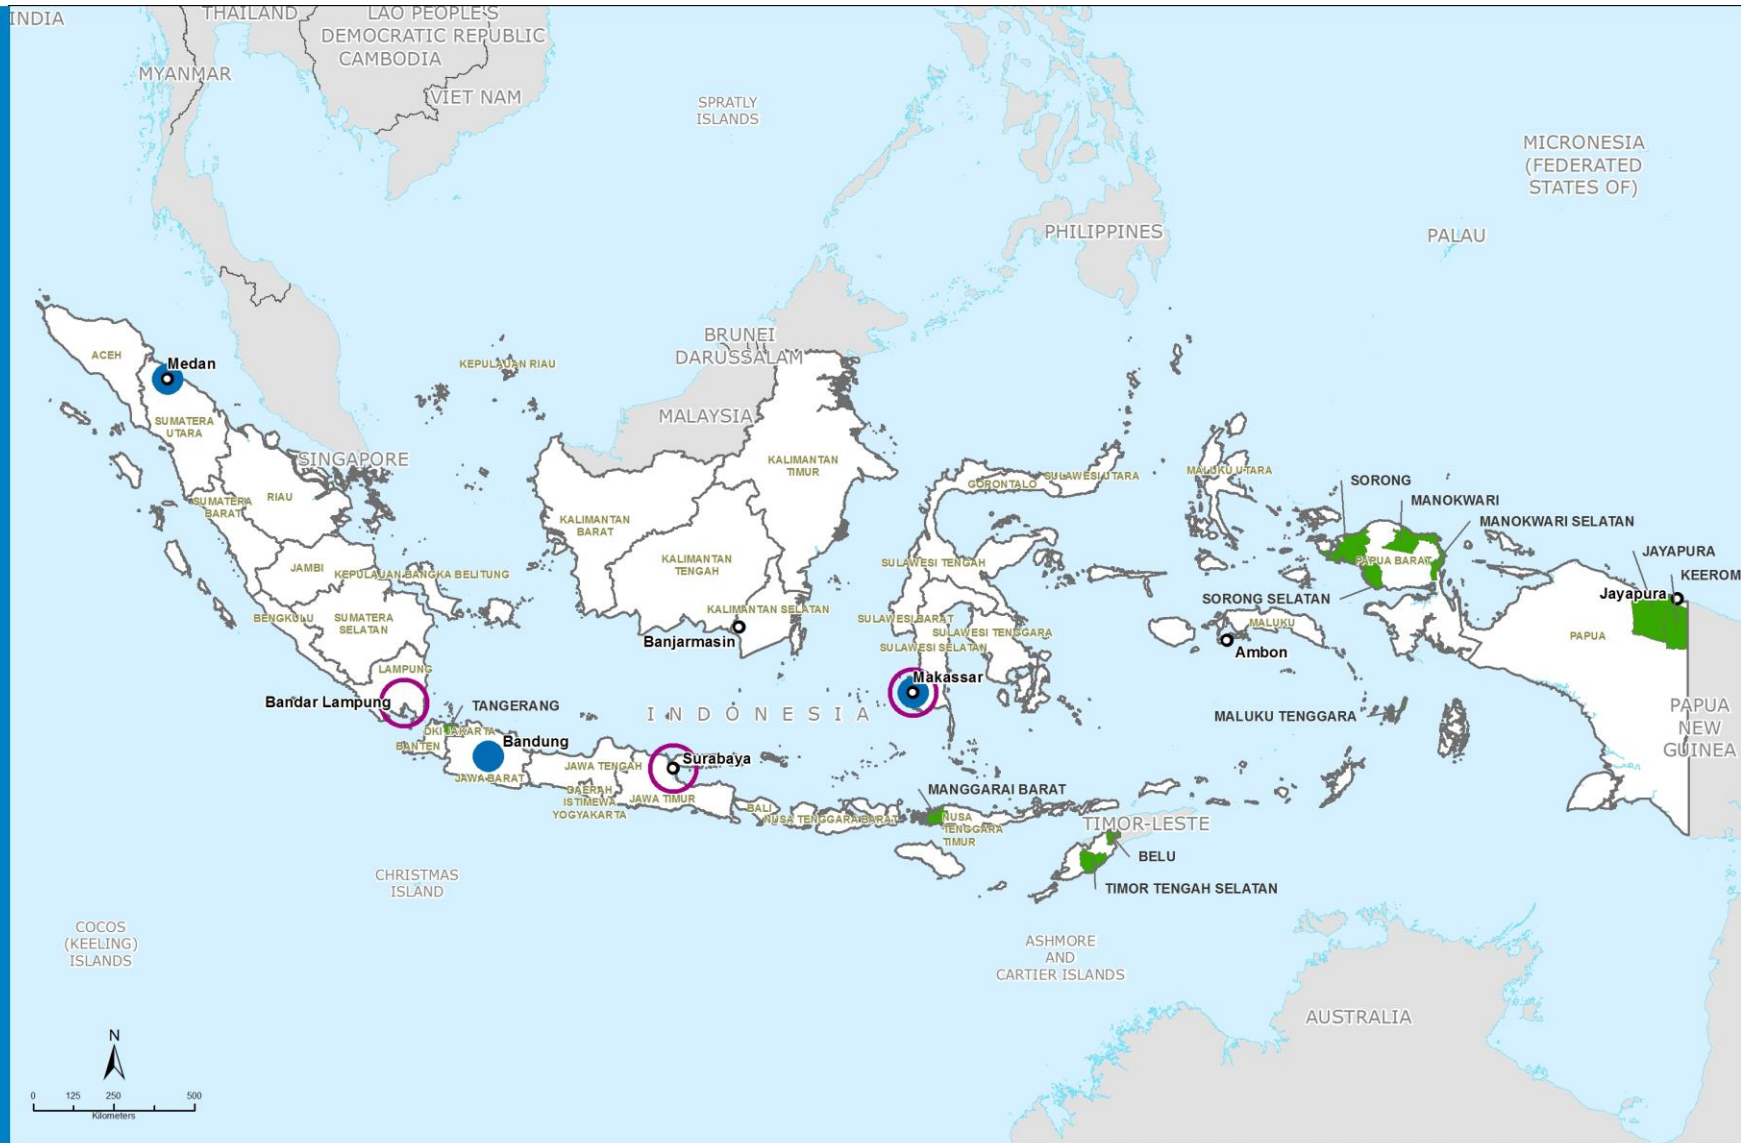 INDIA
THAILAND
LAO PEOPLE'S
DEMOCRATIC REPUBLIC
CAMBODIA
MYANMAR
VIET NAM
SPRATLY
ISLANDS
MICRONESIA
(FEDERATED
STATES OF)
PHILIPPINES
PALAU
BRUNEI
DARUSSALAM
MALAYSIA
SINGAPORE
ACEH
Medan
KEPULAUAN RIAU
SUMATERA
UTARA
RIAU
SUMATERA
BARAT
JAMBI
KEPULAUAN BANGKA BELITUNG
BENGKULU
SUMATERA
SELATAN
LAMPUNG
Bandar Lampung
KALIMANTAN
TIMUR
KALIMANTAN
BARAT
KALIMANTAN
TENGAH
KALIMANTAN SELATAN
Banjarmasin
GORONTALO
SULAWESI UTARA
SULAWESI TENGAH
SULAWESI BARAT
SULAWESI TENGGARA
SULAWESI SELATAN
Makassar
MALUKU UTARA
SORONG
MANOKWARI
MANOKWARI SELATAN
PAPUA BARAT
SORONG SELATAN
MALUKU
Ambon
JAYAPURA
KEEROM
Jayapura
PAPUA
MALUKU TENGGARA
PAPUA
NEW
GUINEA
INDONESIA
TANGERANG
DKI JAKARTA
BANTEN
Bandung
JAWA BARAT
JAWA TENGAH
DAERAH
ISTIMEWA
YOGYAKARTA
Surabaya
JAWA TIMUR
BALI
NUSA TENGGARA BARAT
MANGGARAI BARAT
NUSA
TENGGARA
TIMUR
TIMOR-LESTE
BELU
TIMOR TENGAH SELATAN
CHRISTMAS
ISLAND
COCOS
(KEELING)
ISLANDS
ASHMORE
AND
CARTIER ISLANDS
AUSTRALIA
N
0 125 250 500
Kilometers